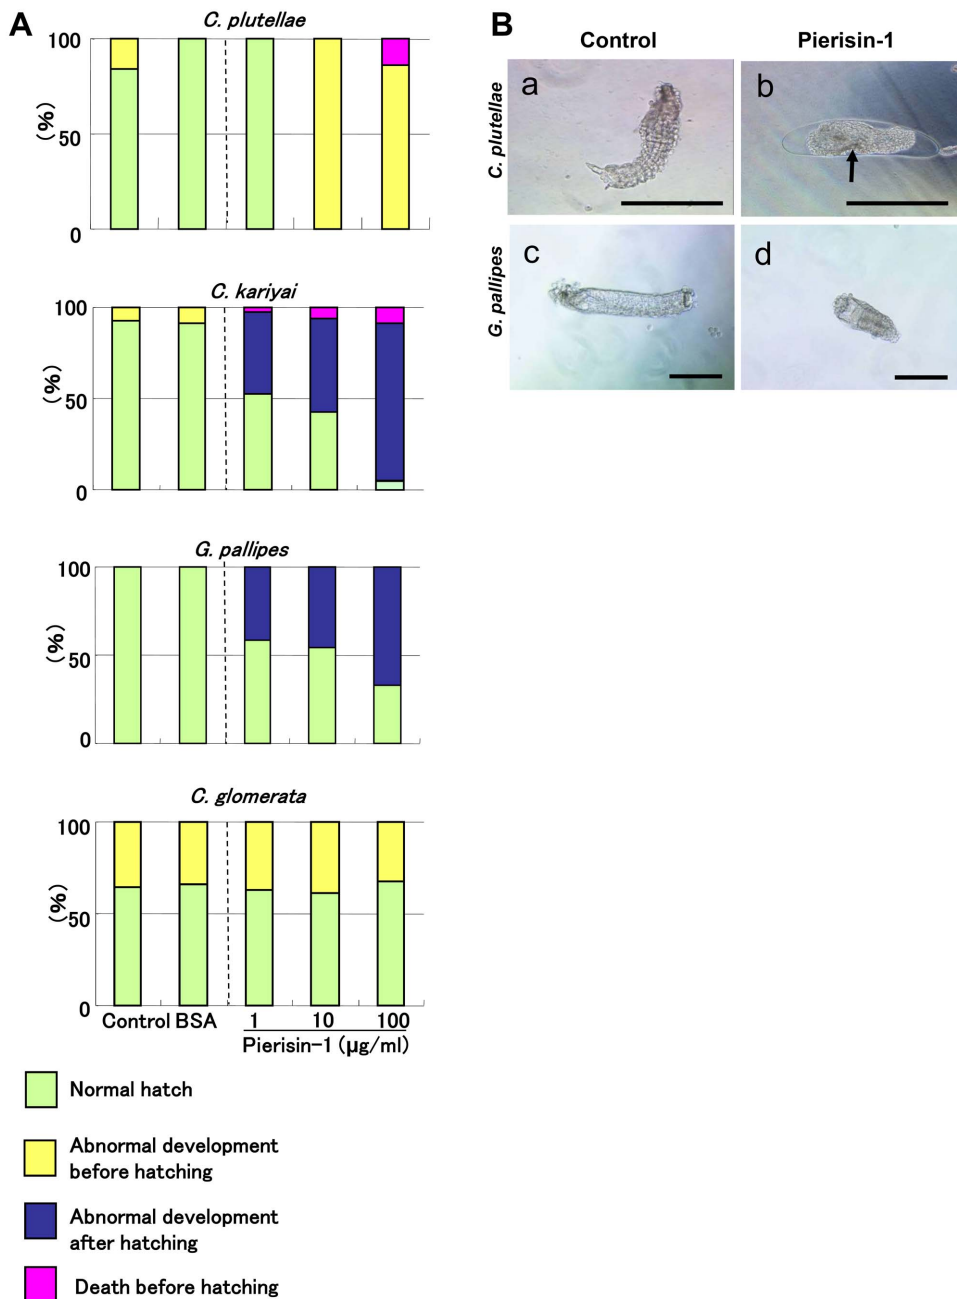 A
C. plutellae
100
50
0
(%)
C. kariyai
100
50
0
(%)
G. pallipes
100
50
0
(%)
C. glomerata
100
50
0
(%)
Control BSA 1 10 100
Pierisin-1 (μg/ml)
Normal hatch
Abnormal development
before hatching
Abnormal development
after hatching
Death before hatching
B
Control Pierisin-1
C. plutellae
a b
G. pallipes
c d